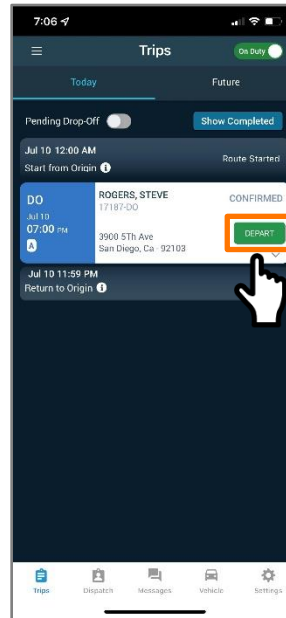 7:06
Trips
On Duty
Today Future
Pending Drop-Off Show Completed
Jul 10 12:00 AM
Start from Origin
Route Started
DO
Jul 10
07:00 PM
A
ROGERS, STEVE
17187-DO
CONFIRMED
3900 5Th Ave
San Diego, Ca 92103
DEPART
Jul 10 11:59 PM
Return to Origin
Trips Dispatch Messages Vehicle Settings